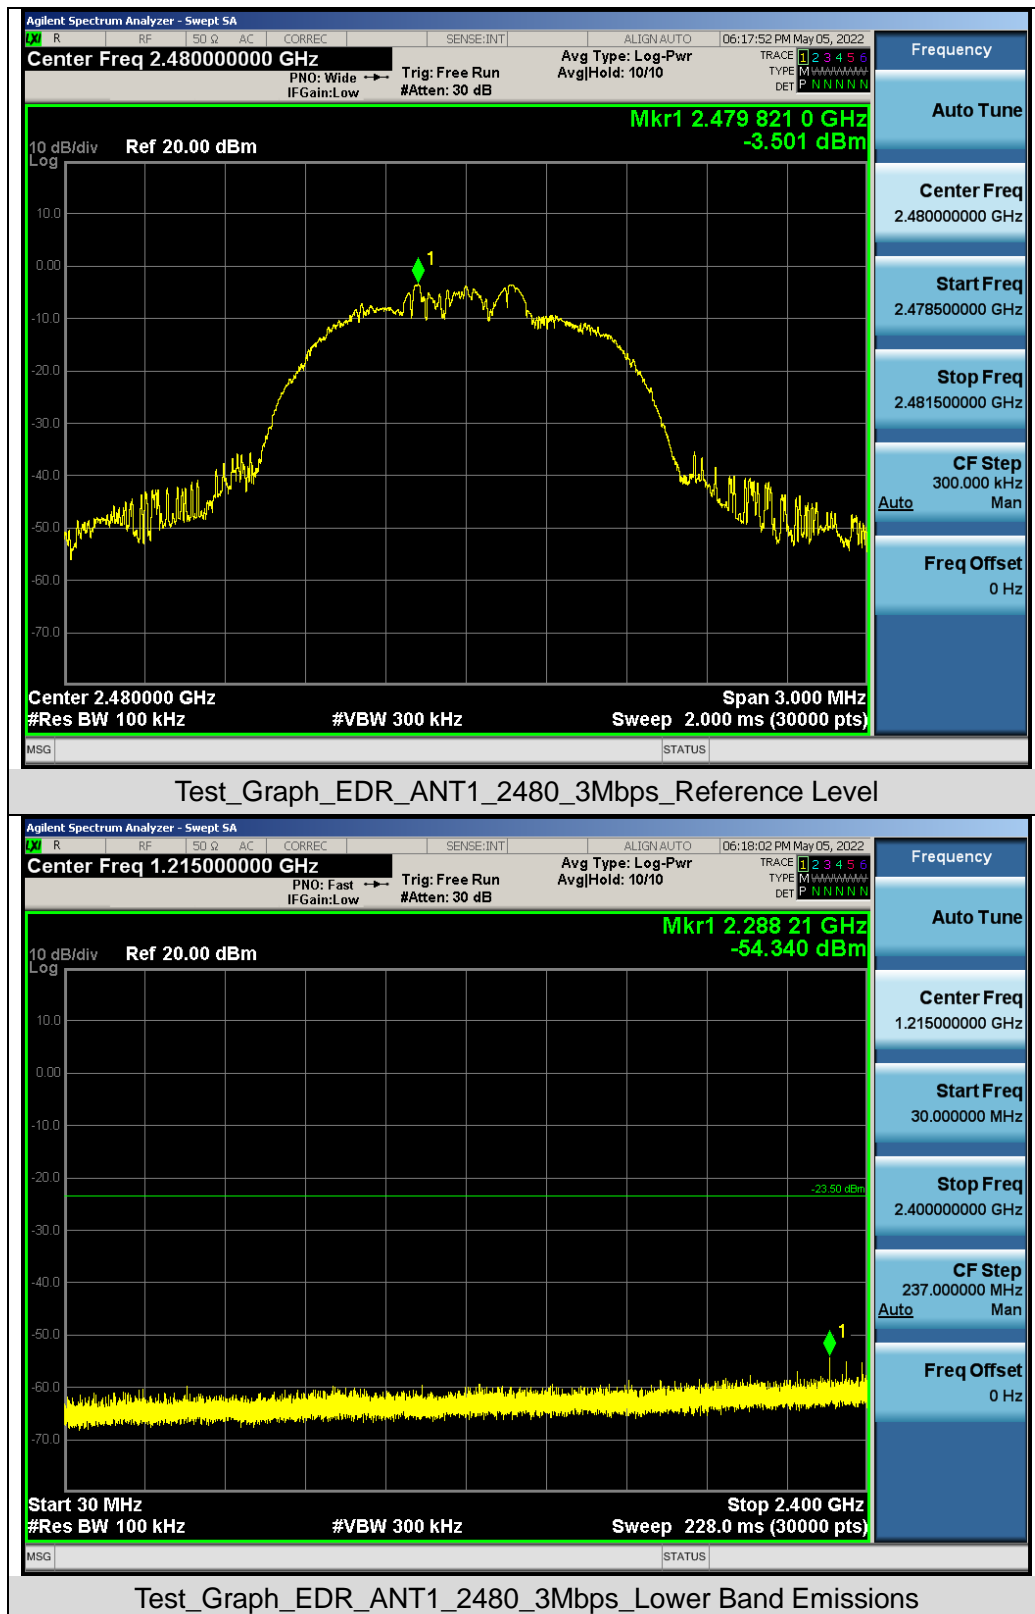 Agilent Spectrum Analyzer - Swept SA
LXI R RF 50 Ω AC CORREC SENSE:INT ALIGN AUTO 06:17:52 PM May 05, 2022
Center Freq 2.480000000 GHz
PNO: Wide
IFGain:Low
Trig: Free Run
#Atten: 30 dB
Avg Type: Log-Pwr
Avg|Hold: 10/10
TRACE 1 2 3 4 5 6
TYPE M WWWWW
DET P N N N N N
Mkr1 2.479 821 0 GHz
-3.501 dBm
10 dB/div Ref 20.00 dBm
Log
10.0
0.00
-10.0
-20.0
-30.0
-40.0
-50.0
-60.0
-70.0
1
Center 2.480000 GHz Span 3.000 MHz
#Res BW 100 kHz #VBW 300 kHz Sweep 2.000 ms (30000 pts)
MSG STATUS
Frequency
Auto Tune
Center Freq
2.480000000 GHz
Start Freq
2.478500000 GHz
Stop Freq
2.481500000 GHz
CF Step
300.000 kHz
Auto Man
Freq Offset
0 Hz
Test_Graph_EDR_ANT1_2480_3Mbps_Reference Level
Agilent Spectrum Analyzer - Swept SA
LXI R RF 50 Ω AC CORREC SENSE:INT ALIGN AUTO 06:18:02 PM May 05, 2022
Center Freq 1.215000000 GHz
PNO: Fast
IFGain:Low
Trig: Free Run
#Atten: 30 dB
Avg Type: Log-Pwr
Avg|Hold: 10/10
TRACE 1 2 3 4 5 6
TYPE M WWWWW
DET P N N N N N
Mkr1 2.288 21 GHz
-54.340 dBm
10 dB/div Ref 20.00 dBm
Log
10.0
0.00
-10.0
-20.0
-30.0
-40.0
-50.0
-60.0
-70.0
-23.50 dBm
1
Start 30 MHz Stop 2.400 GHz
#Res BW 100 kHz #VBW 300 kHz Sweep 228.0 ms (30000 pts)
MSG STATUS
Frequency
Auto Tune
Center Freq
1.215000000 GHz
Start Freq
30.000000 MHz
Stop Freq
2.400000000 GHz
CF Step
237.000000 MHz
Auto Man
Freq Offset
0 Hz
Test_Graph_EDR_ANT1_2480_3Mbps_Lower Band Emissions